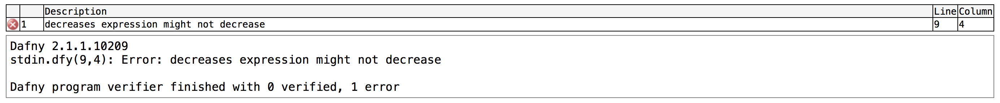 Description Line Column
1 decreases expression might not decrease 9 4
Dafny 2.1.1.10209
stdin.dfy(9,4): Error: decreases expression might not decrease
Dafny program verifier finished with 0 verified, 1 error